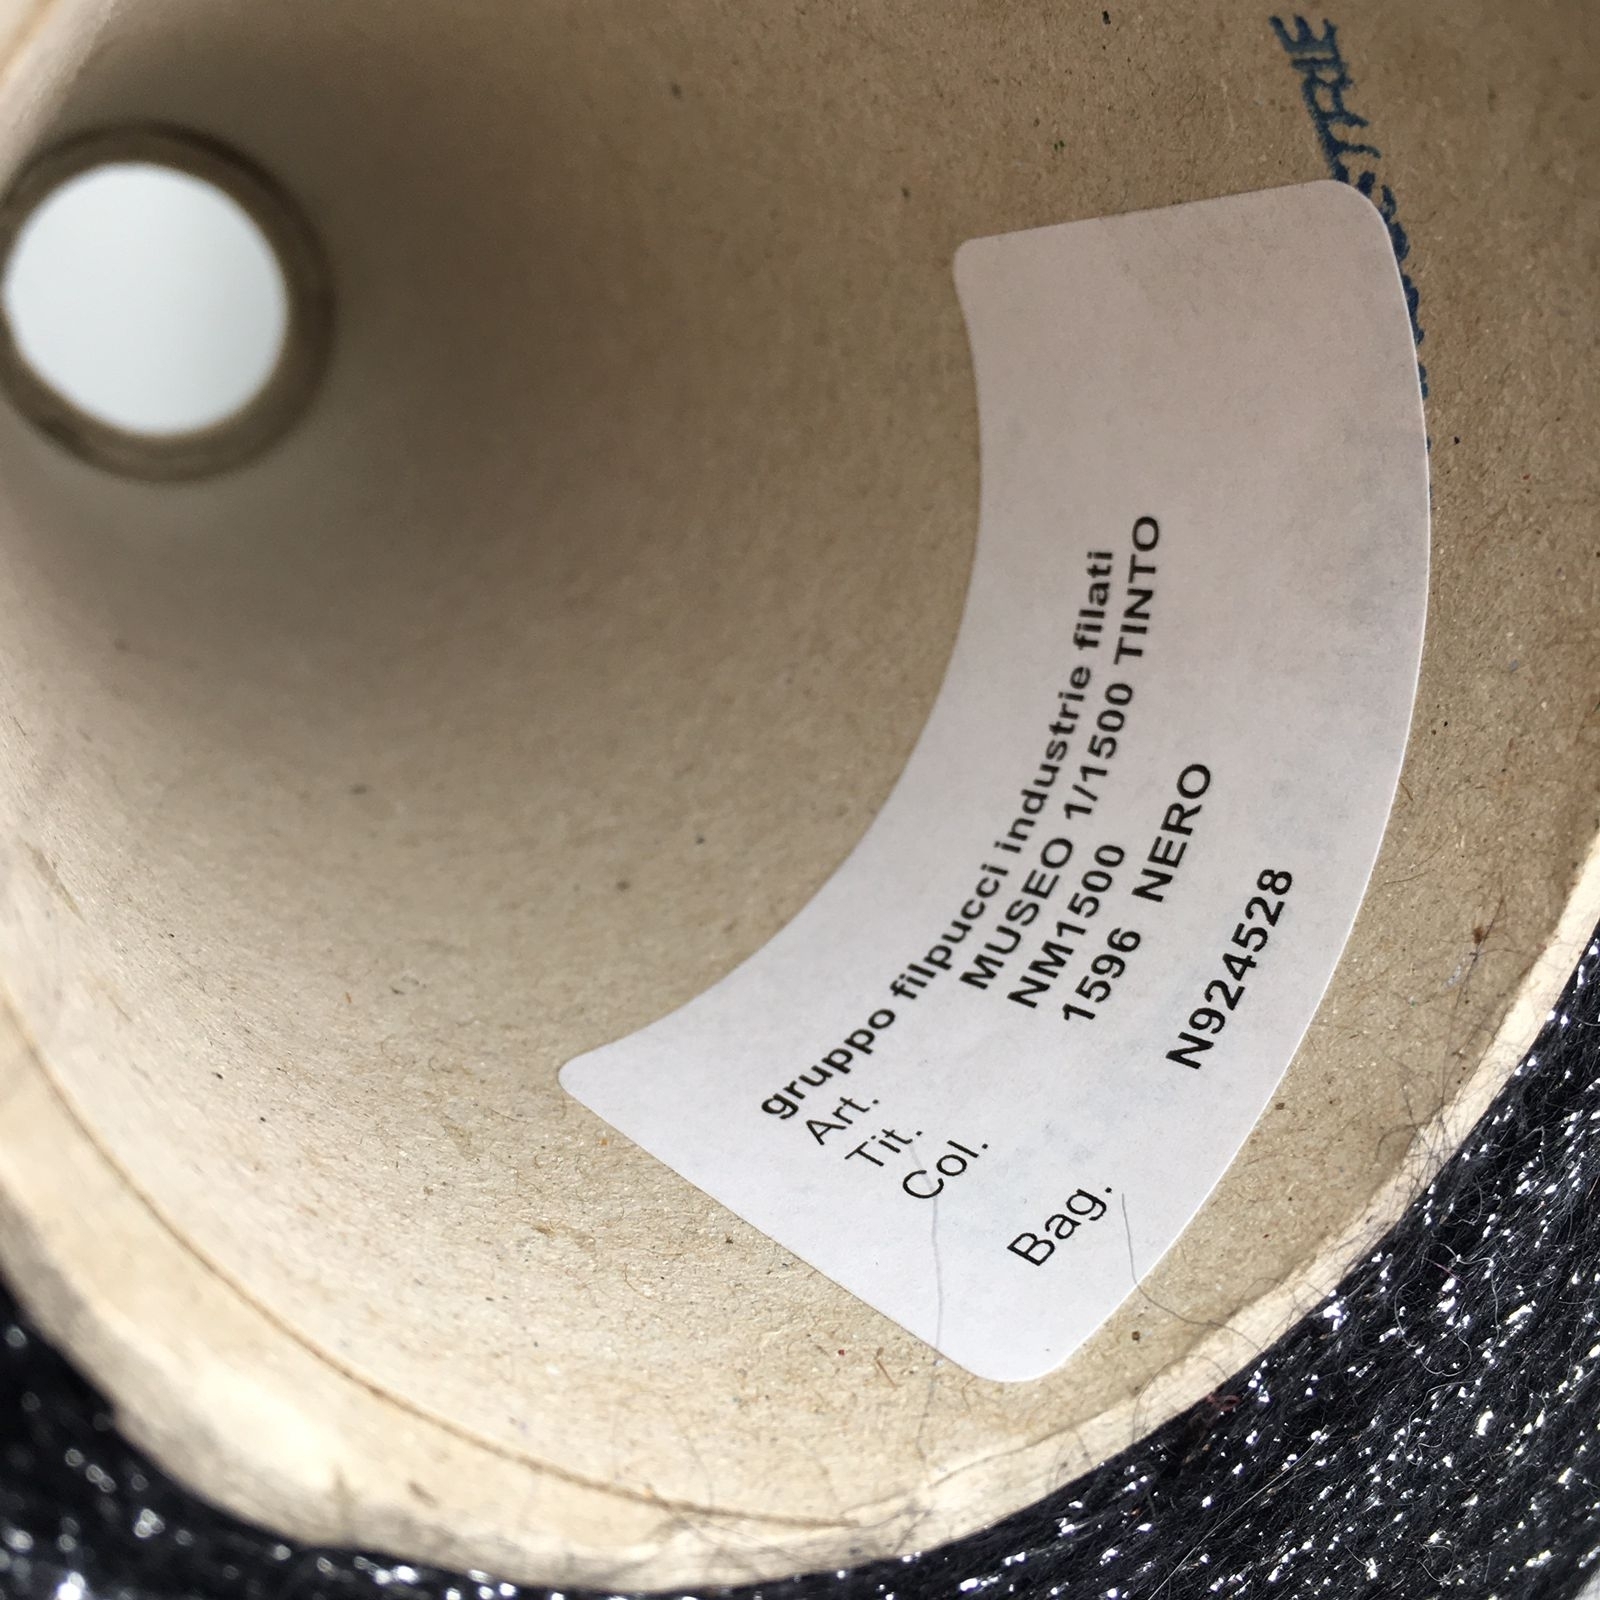 gruppo filpucci industrie filati
Art. MUSEO 1/1500 TINTO
Tit. NM1500
Col. 1596 NERO
Bag. N924528